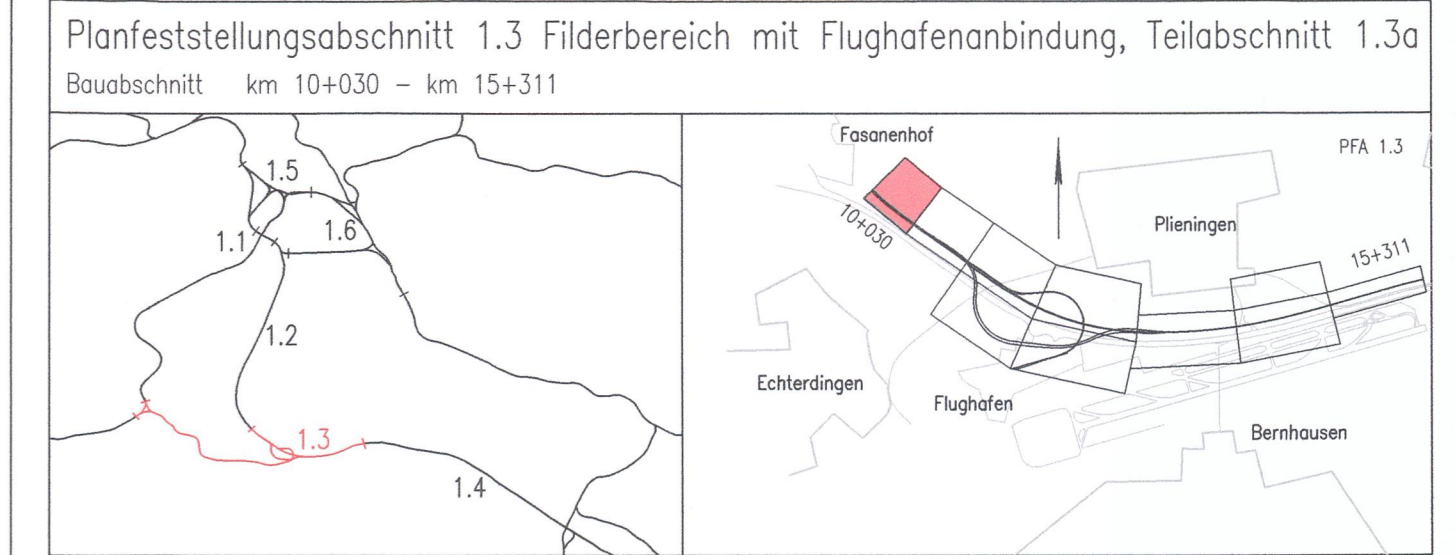 Planfeststellungsabschnitt 1.3 Filderbereich mit Flughafenanbindung, Teilabschnitt 1.3a
Bauabschnitt km 10+030 – km 15+311
1.5
1.1
1.6
1.2
1.3
1.4
Fasanenhof
PFA 1.3
10+030
Plieningen
15+311
Echterdingen
Flughafen
Bernhausen